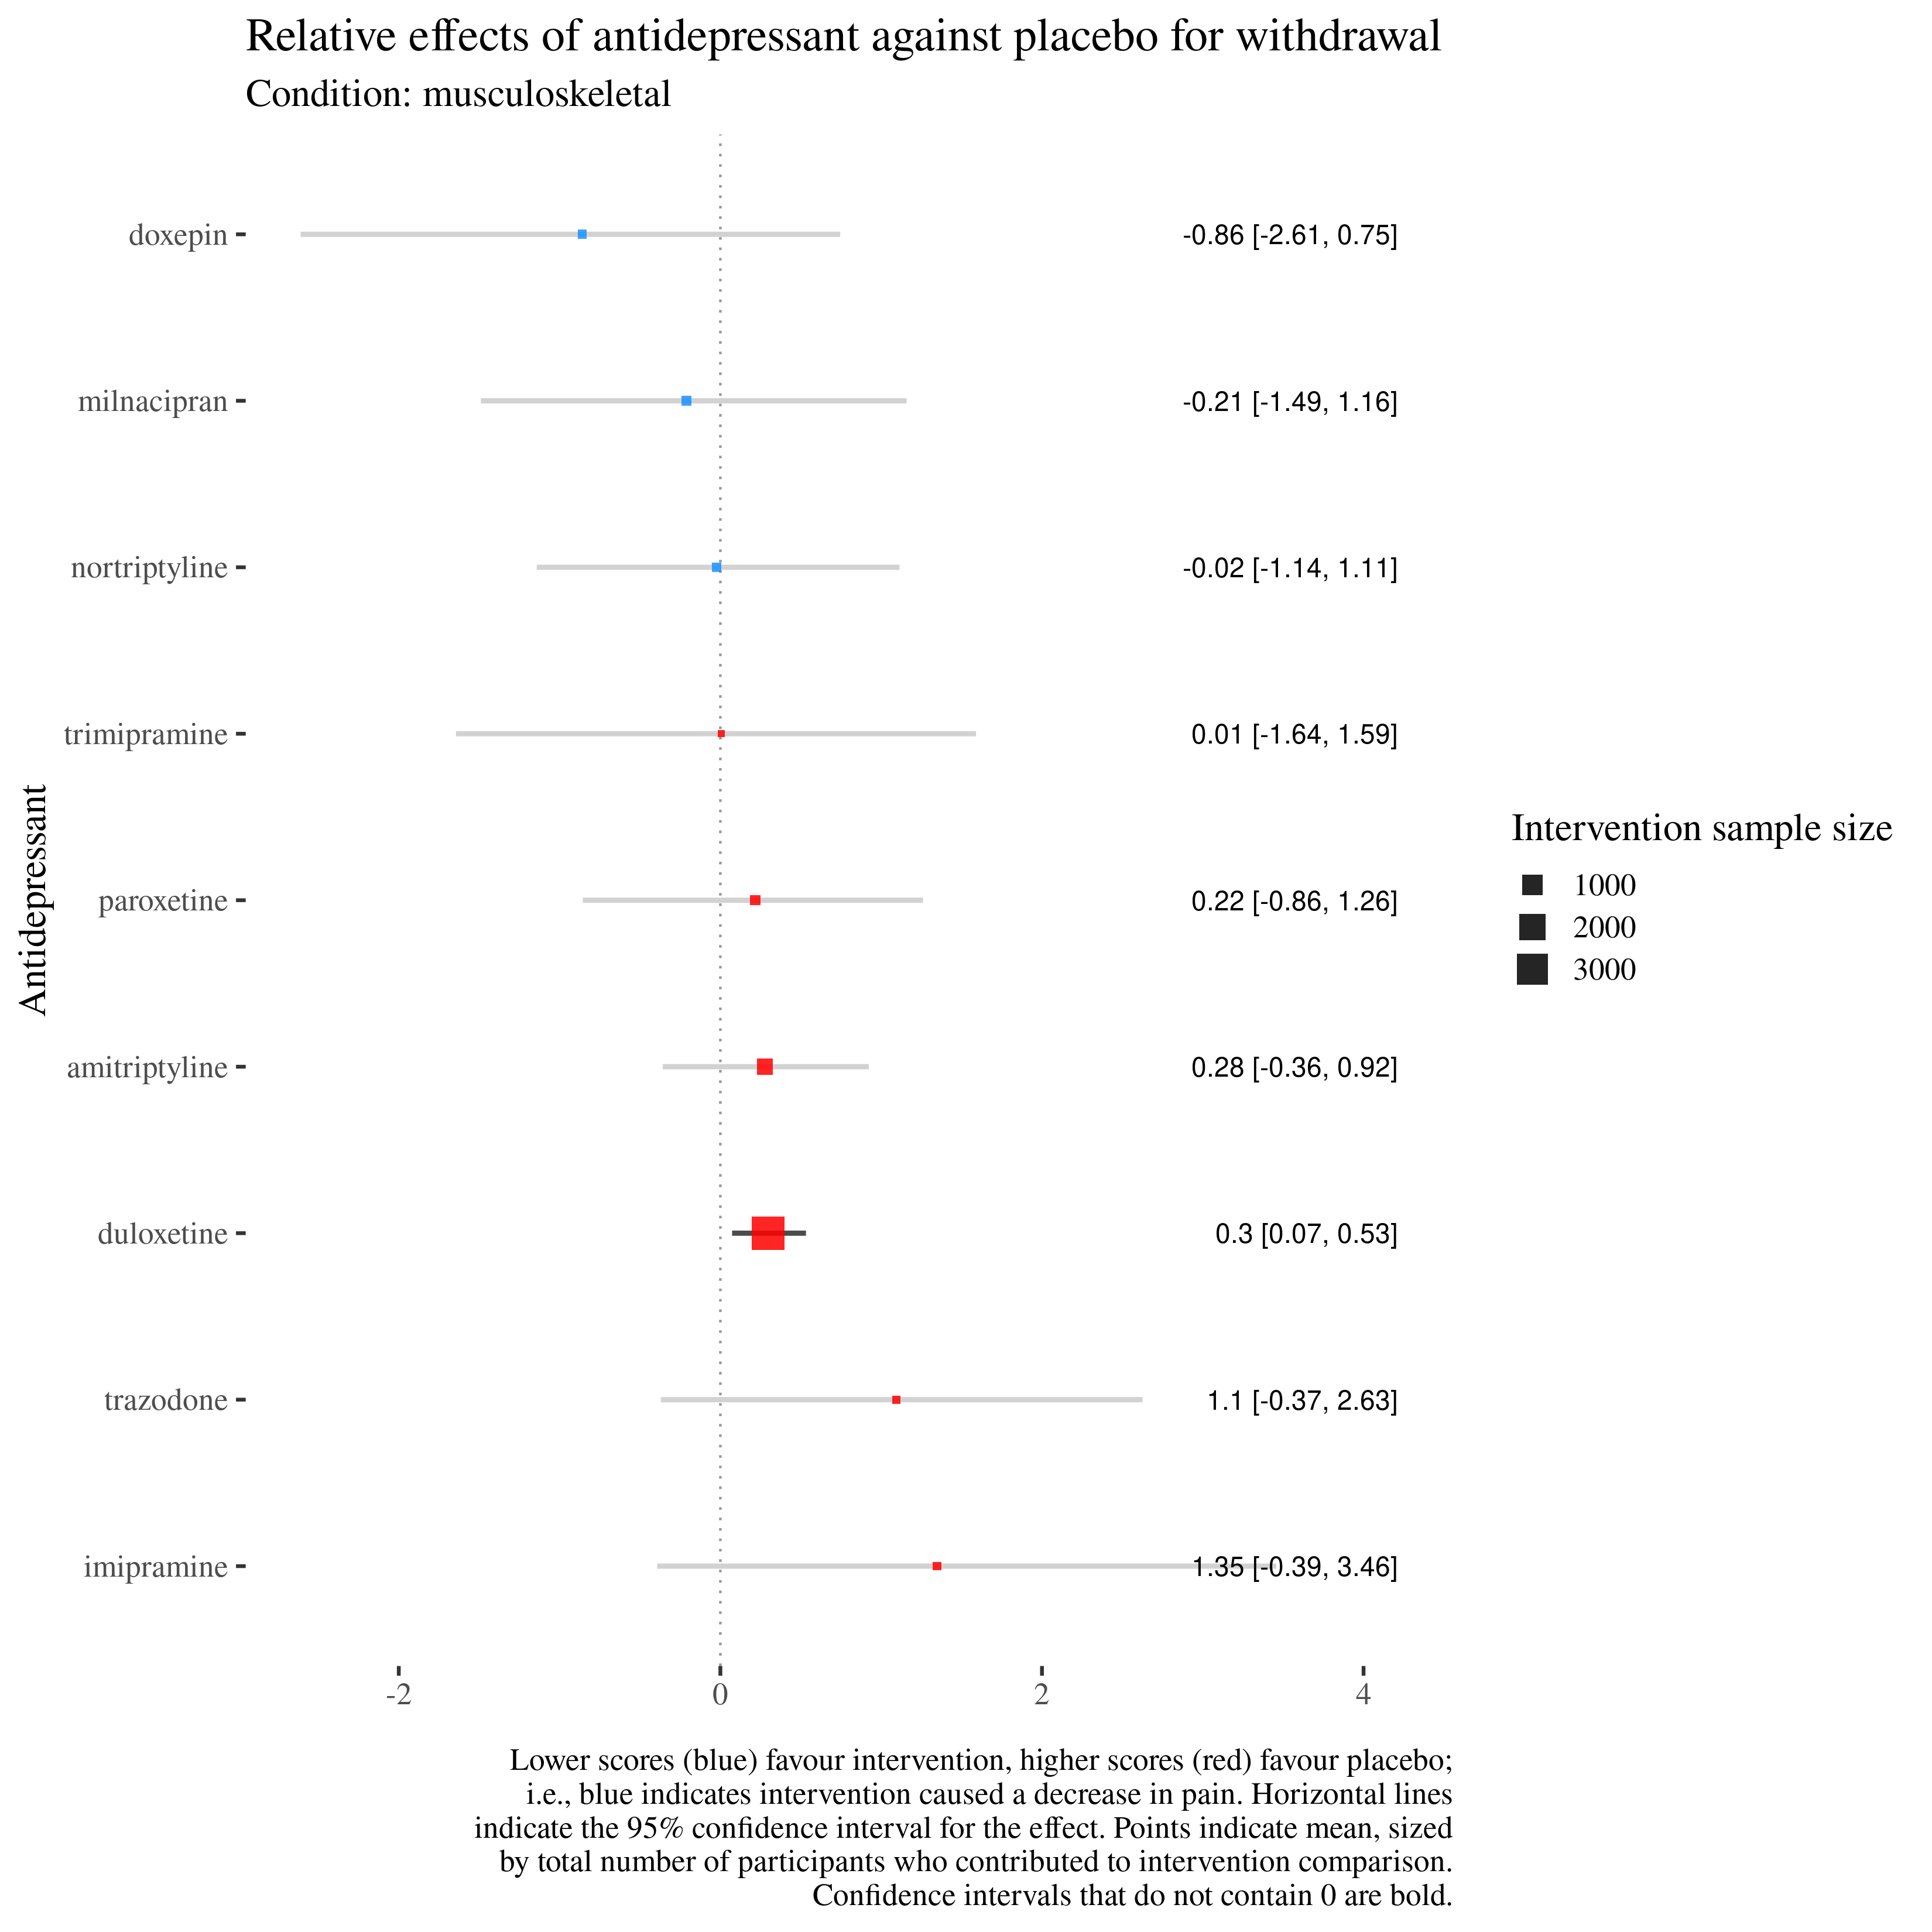 Relative effects of antidepressant against placebo for withdrawal
Condition: musculoskeletal
Antidepressant
doxepin -0.86 [-2.61, 0.75]
milnacipran -0.21 [-1.49, 1.16]
nortriptyline -0.02 [-1.14, 1.11]
trimipramine 0.01 [-1.64, 1.59]
paroxetine 0.22 [-0.86, 1.26]
amitriptyline 0.28 [-0.36, 0.92]
duloxetine 0.3 [0.07, 0.53]
trazodone 1.1 [-0.37, 2.63]
imipramine 1.35 [-0.39, 3.46]
-2 0 2 4
Intervention sample size
1000
2000
3000
Lower scores (blue) favour intervention, higher scores (red) favour placebo;
i.e., blue indicates intervention caused a decrease in pain. Horizontal lines
indicate the 95% confidence interval for the effect. Points indicate mean, sized
by total number of participants who contributed to intervention comparison.
Confidence intervals that do not contain 0 are bold.